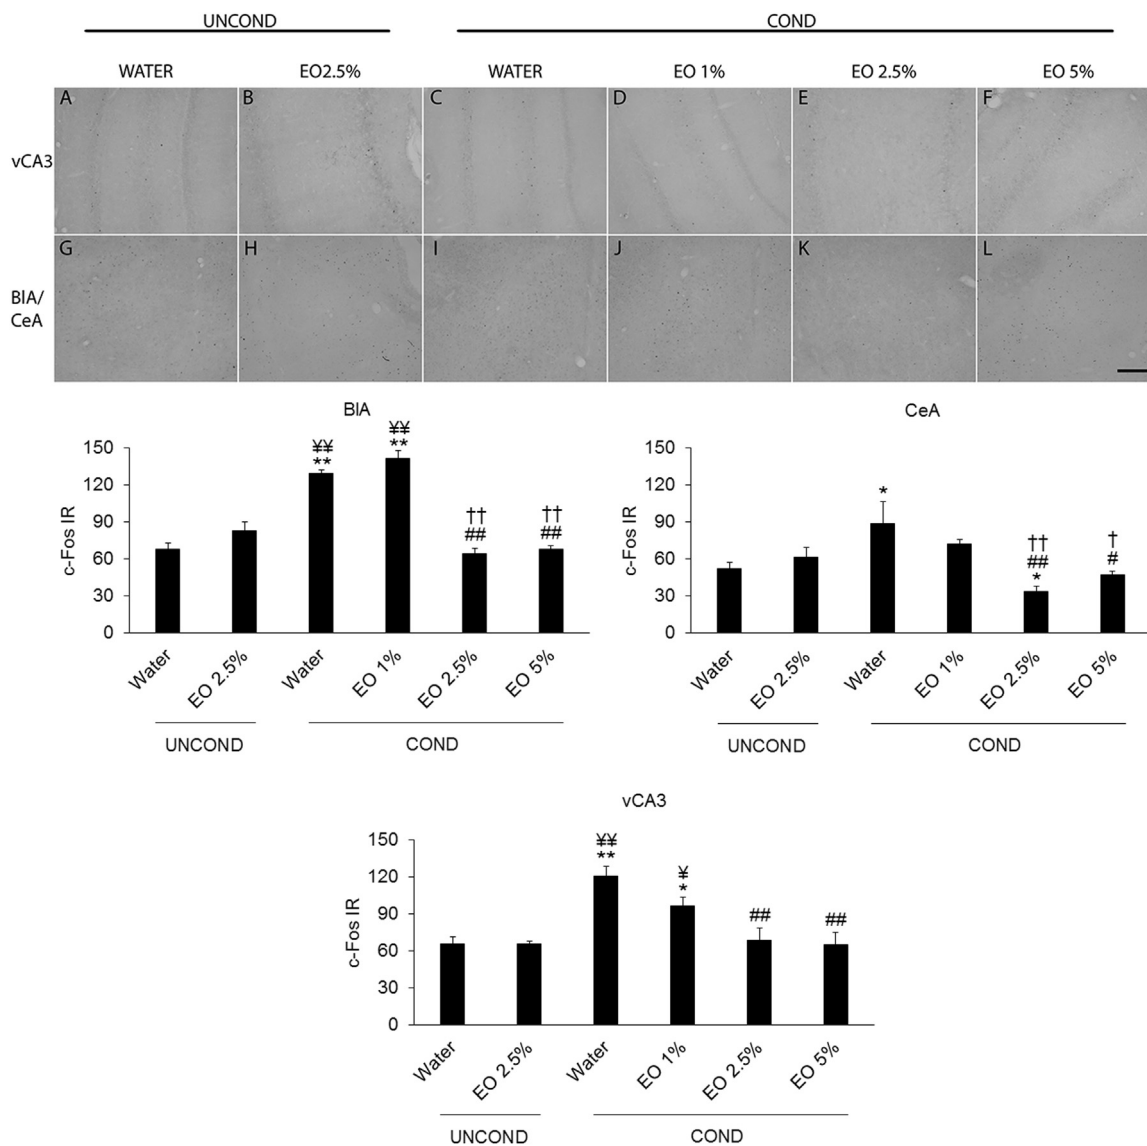 UNCOND COND
WATER EO2.5% WATER EO 1% EO 2.5% EO 5%
A B C D E F
vCA3
G H I J K L
BlA/
CeA
BlA
¥¥
**
¥¥
**
††
##
††
##
150
120
90
60
30
0
c-Fos IR
Water EO 2.5% Water EO 1% EO 2.5% EO 5%
UNCOND COND
CeA
*
††
##
*
†
#
150
120
90
60
30
0
c-Fos IR
Water EO 2.5% Water EO 1% EO 2.5% EO 5%
UNCOND COND
vCA3
¥¥
**
¥
*
##
##
150
120
90
60
30
0
c-Fos IR
Water EO 2.5% Water EO 1% EO 2.5% EO 5%
UNCOND COND